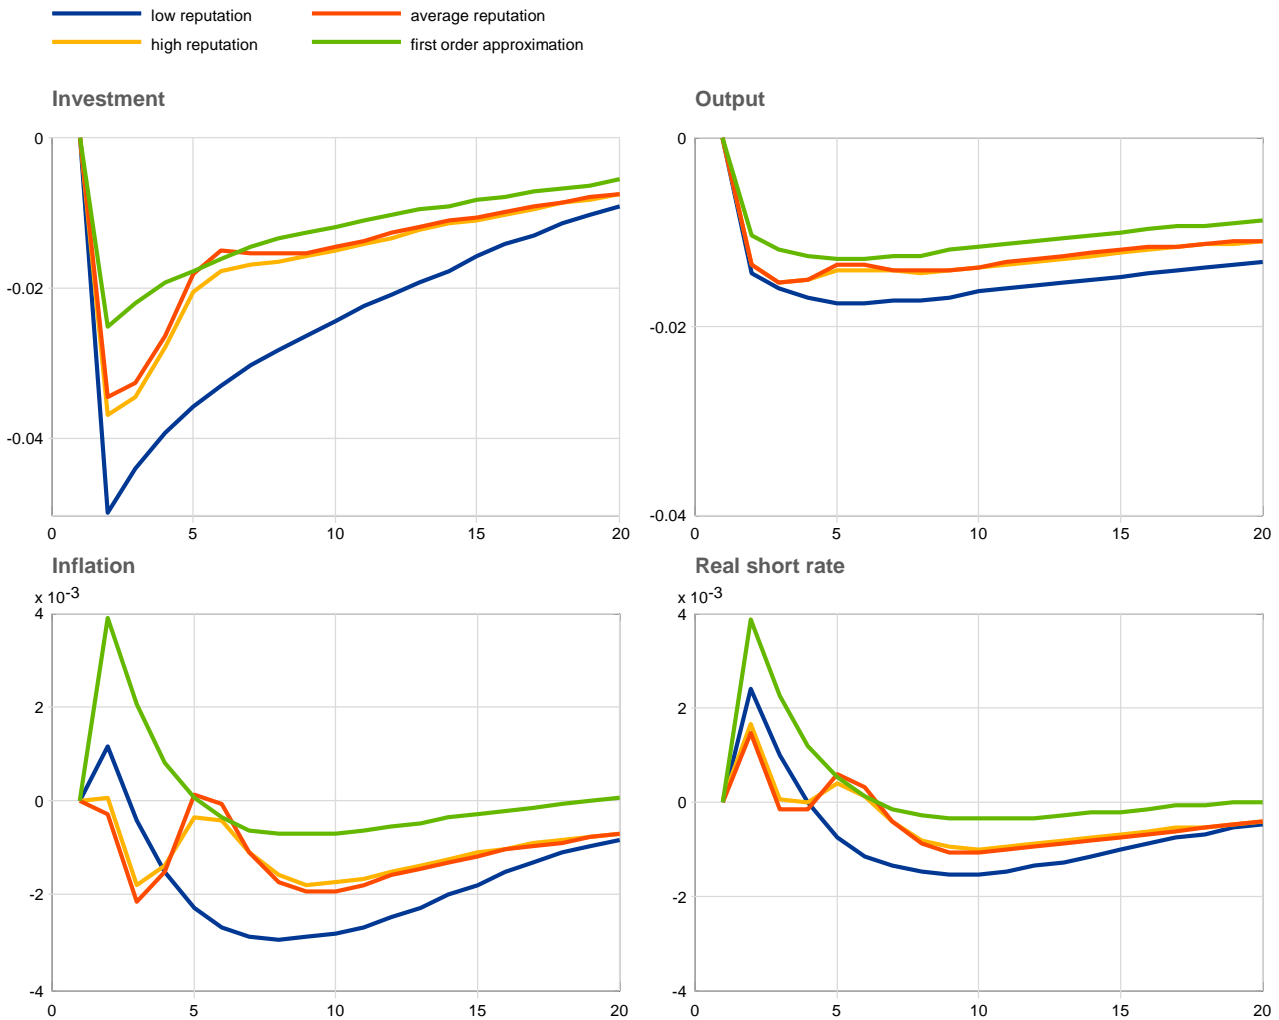 low reputation
average reputation
high reputation
first order approximation
Investment
0
-0.02
-0.04
0 5 10 15 20
Output
0
-0.02
-0.04
0 5 10 15 20
Inflation
x 10-3
4
2
0
-2
-4
0 5 10 15 20
Real short rate
x 10-3
4
2
0
-2
-4
0 5 10 15 20